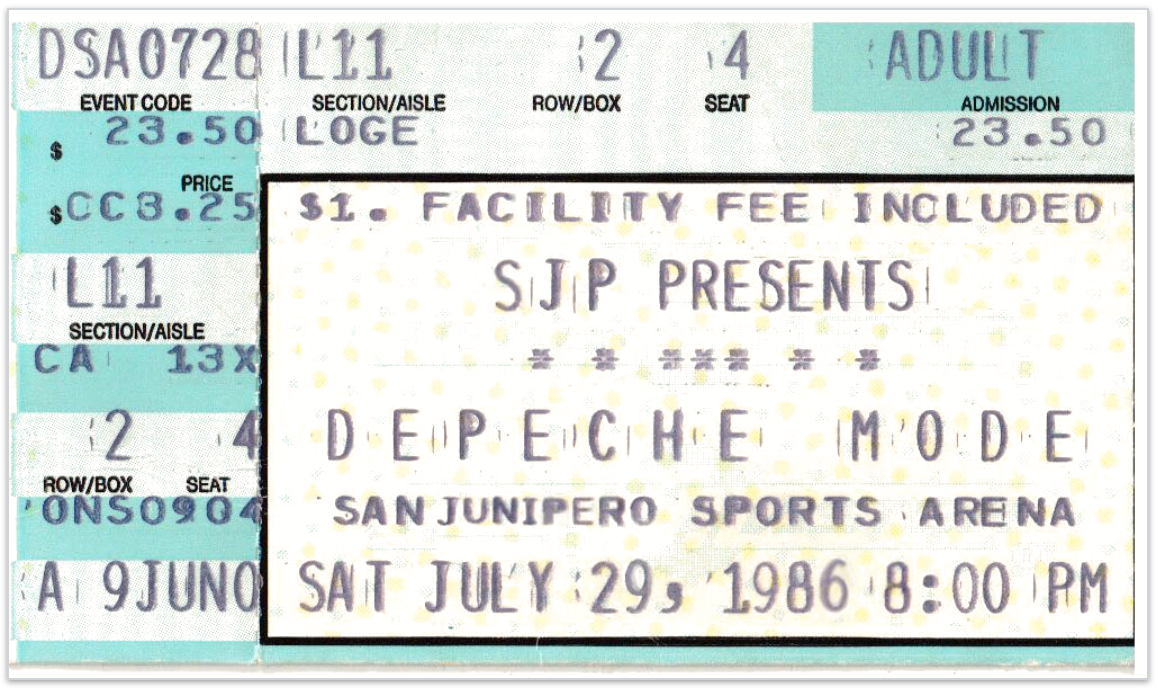 DSA0728
EVENT CODE
$ 23.50
PRICE
$CC3.25
L11
SECTION/AISLE
CA 13X
2 4
ROW/BOX SEAT
ONS0904
A 9JUN0
L11 2 4 ADULT
SECTION/AISLE ROW/BOX SEAT ADMISSION
LOGE 23.50
$1. FACILITY FEE INCLUDED
SJP PRESENTS
* * *** * *
DEPECHE MODE
SANJUNIPERO SPORTS ARENA
SAT JULY 29, 1986 8:00 PM